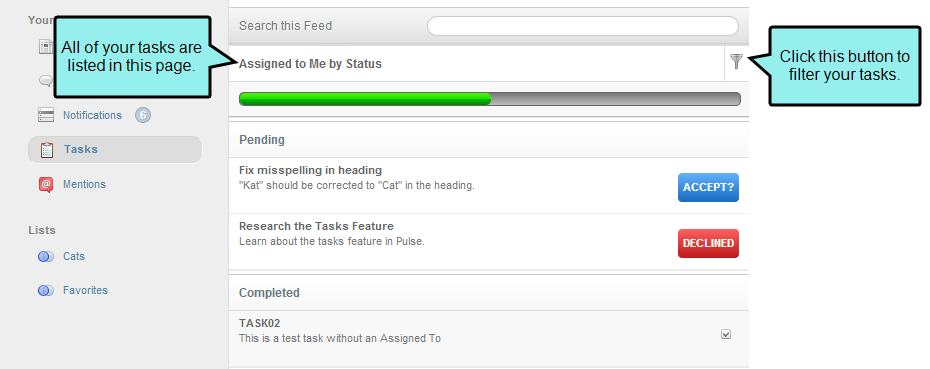 Your
All of your tasks are
listed in this page.
Notifications 6
Tasks
Mentions
Lists
Cats
Favorites
Search this Feed
Assigned to Me by Status
Click this button to
filter your tasks.
Pending
Fix misspelling in heading
"Kat" should be corrected to "Cat" in the heading.
ACCEPT?
Research the Tasks Feature
Learn about the tasks feature in Pulse.
DECLINED
Completed
TASK02
This is a test task without an Assigned To